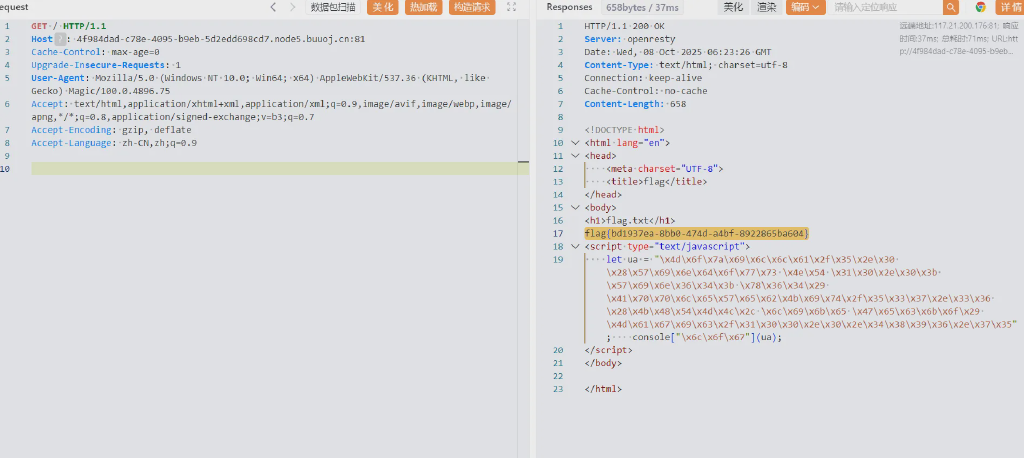 equest
数据包扫描
美化
热加载
构造请求
1 GET / HTTP/1.1
2 Host ? : 4f984dad-c78e-4095-b9eb-5d2edd698cd7.node5.buuoj.cn:81
3 Cache-Control: max-age=0
4 Upgrade-Insecure-Requests: 1
5 User-Agent: Mozilla/5.0 (Windows NT 10.0; Win64; x64) AppleWebKit/537.36 (KHTML, like
Gecko) Magic/100.0.4896.75
6 Accept: text/html,application/xhtml+xml,application/xml;q=0.9,image/avif,image/webp,image/
apng,*/*;q=0.8,application/signed-exchange;v=b3;q=0.7
7 Accept-Encoding: gzip, deflate
8 Accept-Language: zh-CN,zh;q=0.9
9
10
Responses 658bytes / 37ms
美化
渲染
编码
请输入定位响应
详情
远端地址:117.21.200.176:81; 响应
时间:37ms; 总耗时:71ms; URL:htt
p://4f984dad-c78e-4095-b9eb...
1 HTTP/1.1 200 OK
2 Server: openresty
3 Date: Wed, 08 Oct 2025 06:23:26 GMT
4 Content-Type: text/html; charset=utf-8
5 Connection: keep-alive
6 Cache-Control: no-cache
7 Content-Length: 658
8
9 <!DOCTYPE html>
10 <html lang="en">
11 <head>
12 <meta charset="UTF-8">
13 <title>flag</title>
14 </head>
15 <body>
16 <h1>flag.txt</h1>
17 flag{bd1937ea-8bb0-474d-a4bf-8922865ba604}
18 <script type="text/javascript">
19 let ua = "\x4d\x6f\x7a\x69\x6c\x6c\x61\x2f\x35\x2e\x30
\x28\x57\x69\x6e\x64\x6f\x77\x73 \x4e\x54 \x31\x30\x2e\x30\x3b
\x57\x69\x6e\x36\x34\x3b \x78\x36\x34\x29
\x41\x70\x70\x6c\x65\x57\x65\x62\x4b\x69\x74\x2f\x35\x33\x37\x2e\x33\x36
\x28\x4b\x48\x54\x4d\x4c\x2c \x6c\x69\x6b\x65 \x47\x65\x63\x6b\x6f\x29
\x4d\x61\x67\x69\x63\x2f\x31\x30\x30\x2e\x30\x2e\x34\x38\x39\x36\x2e\x37\x35"
; console["\x6c\x6f\x67"](ua);
20 </script>
21 </body>
22
23 </html>